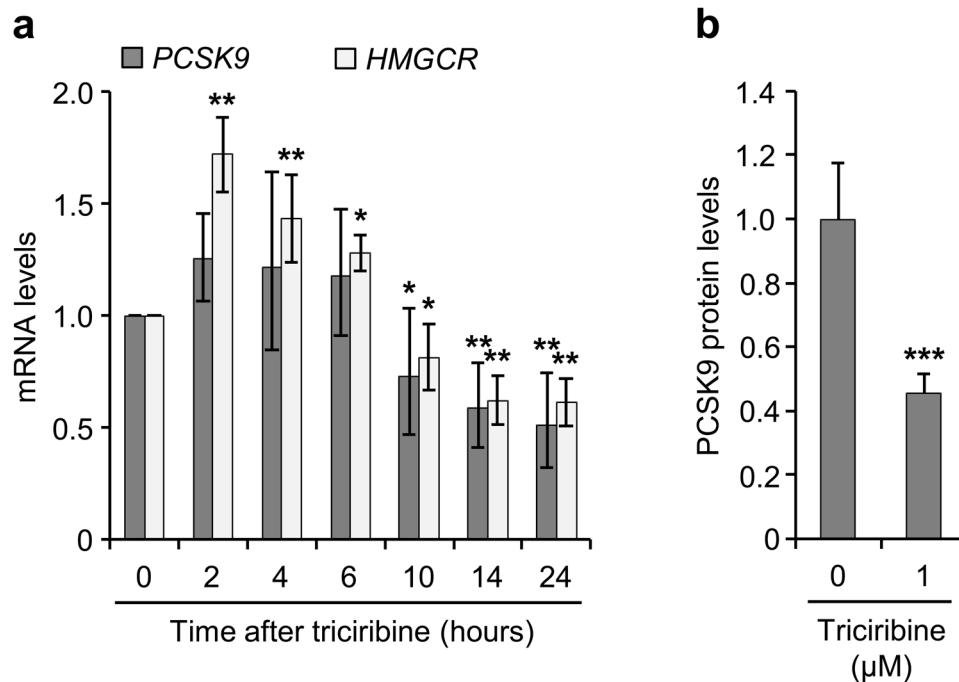 a
PCSK9 HMGCR
mRNA levels
2.0
1.5
1.0
0.5
0
** ** * * * ** ** ** **
0 2 4 6 10 14 24
Time after triciribine (hours)
b
PCSK9 protein levels
1.4
1.2
1.0
0.8
0.6
0.4
0.2
0
***
0 1
Triciribine
(µM)